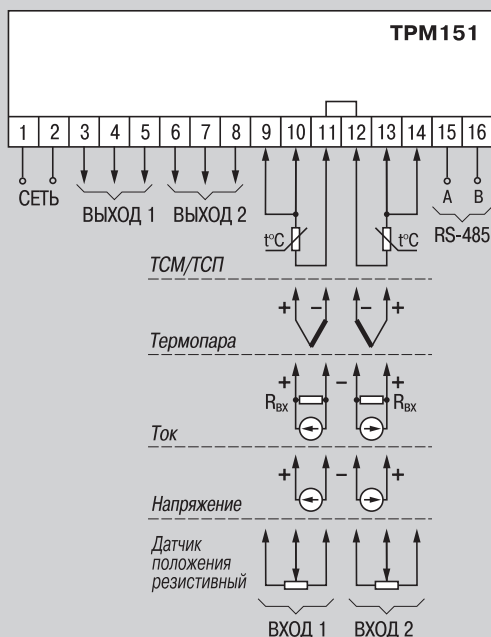 ТРМ151
1 2 3 4 5 6 7 8 9 10 11 12 13 14 15 16
СЕТЬ
ВЫХОД 1
ВЫХОД 2
t°C
t°C
A
B
RS-485
ТСМ/ТСП
+ – – +
Термопара
+ – +
Rвх
Rвх
Ток
+ – +
Напряжение
Датчик
положения
резистивный
ВХОД 1
ВХОД 2